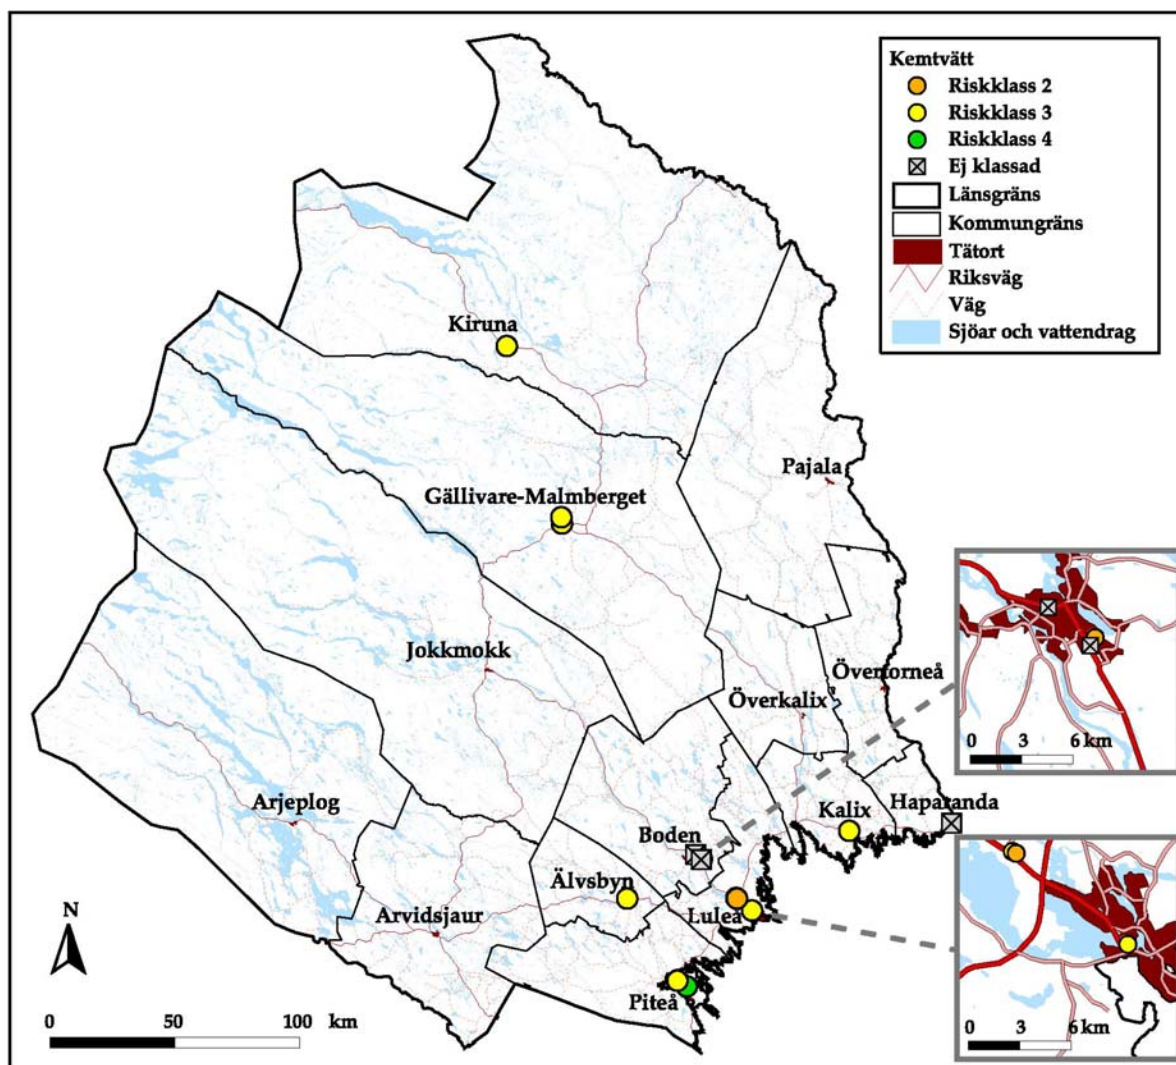 Kemtvätt
Riskklass 2
Riskklass 3
Riskklass 4
Ej klassad
Länsgräns
Kommungräns
Tätort
Riksväg
Väg
Sjöar och vattendrag
Kiruna
Pajala
Gällivare-Malmberget
Jokkmokk
Övertorneå
Överkalix
0 3 6 km
Arjeplog
Kalix
Haparanda
Boden
Älvsbyn
Luleå
Arvidsjaur
N
Piteå
0 50 100 km
0 3 6 km